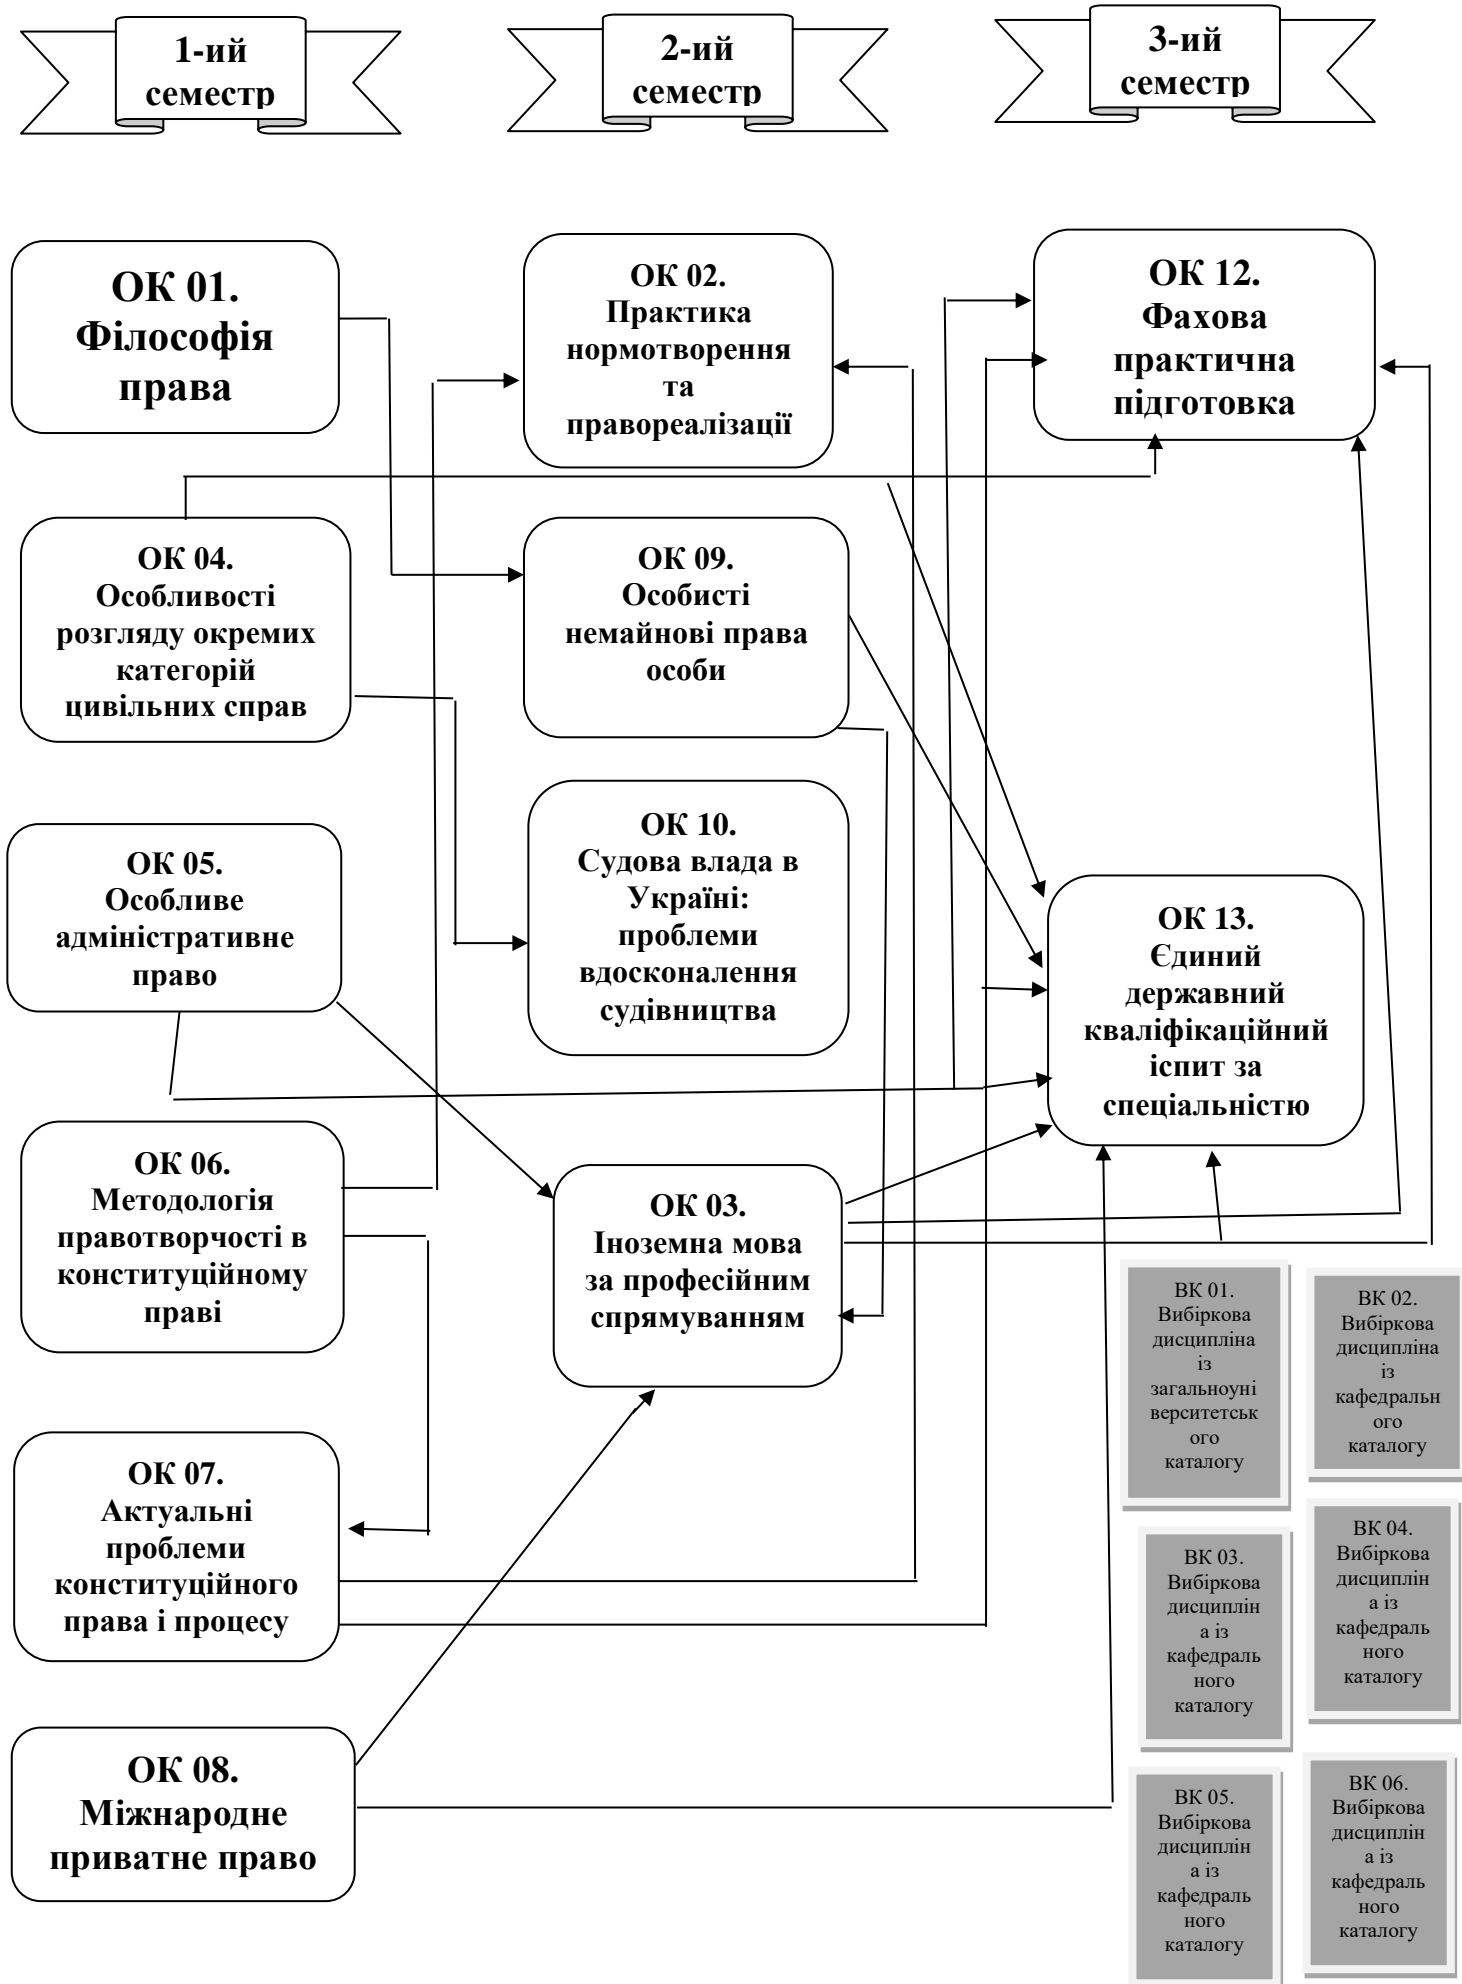 1-ий
семестр
2-ий
семестр
3-ий
семестр
ОК 01.
Філософія
права
ОК 02.
Практика
нормотворення
та
правореалізації
ОК 12.
Фахова
практична
підготовка
ОК 04.
Особливості
розгляду окремих
категорій
цивільних справ
ОК 09.
Особисті
немайнові права
особи
ОК 05.
Особливе
адміністративне
право
ОК 10.
Судова влада в
Україні:
проблеми
вдосконалення
судівництва
ОК 13.
Єдиний
державний
кваліфікаційний
іспит за
спеціальністю
ОК 06.
Методологія
правотворчості в
конституційному
праві
ОК 03.
Іноземна мова
за професійним
спрямуванням
ОК 07.
Актуальні
проблеми
конституційного
права і процесу
ОК 08.
Міжнародне
приватне право
ВК 01.
Вибіркова
дисципліна
із
загальноуні
верситетськ
ого
каталогу
ВК 02.
Вибіркова
дисципліна
із
кафедральн
ого
каталогу
ВК 03.
Вибіркова
дисциплін
а із
кафедраль
ного
каталогу
ВК 04.
Вибіркова
дисциплін
а із
кафедраль
ного
каталогу
ВК 05.
Вибіркова
дисциплін
а із
кафедраль
ного
каталогу
ВК 06.
Вибіркова
дисциплін
а із
кафедраль
ного
каталогу